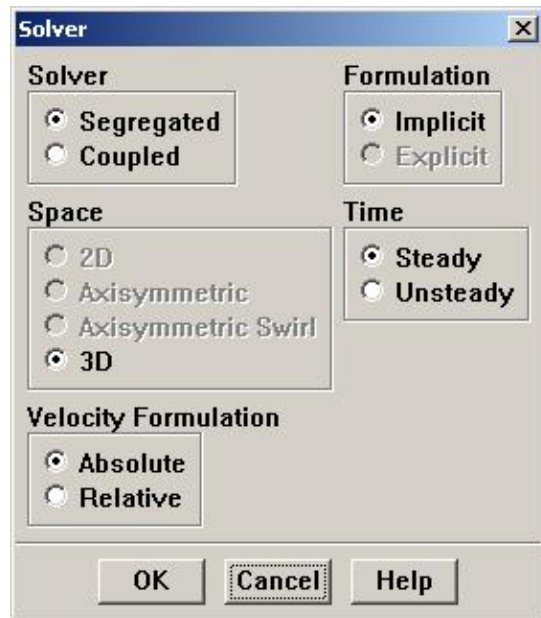 Solver
Solver
Segregated
Coupled
Formulation
Implicit
Explicit
Space
2D
Axisymmetric
Axisymmetric Swirl
3D
Time
Steady
Unsteady
Velocity Formulation
Absolute
Relative
OK Cancel Help